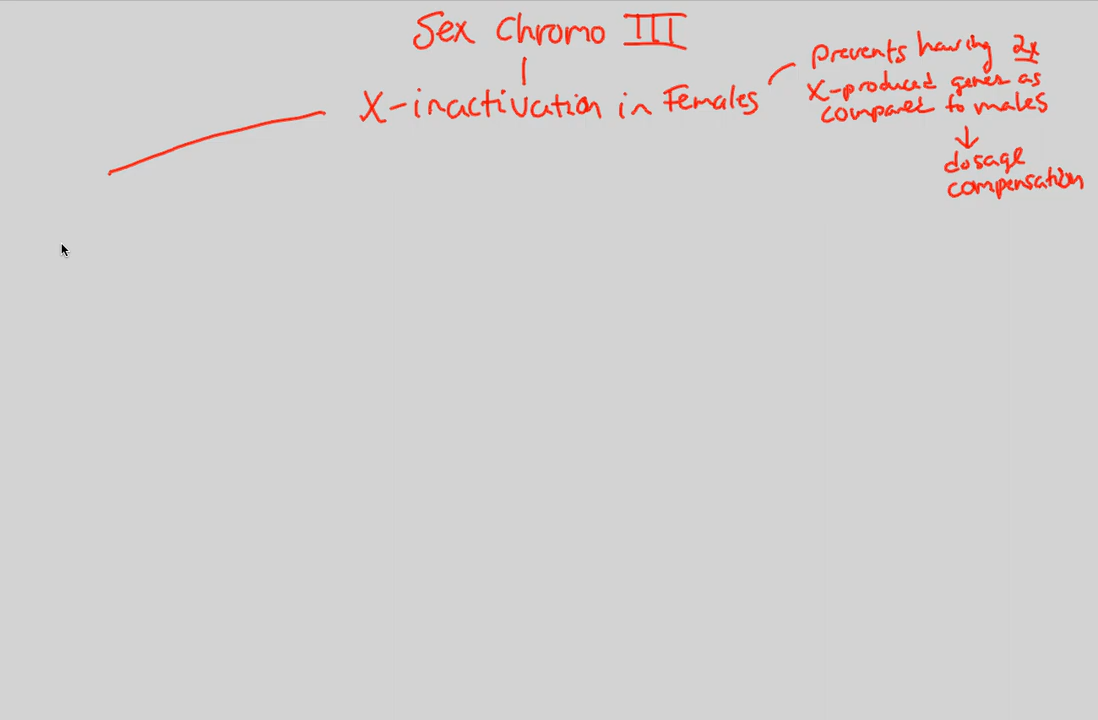 Sex Chromo III
X-inactivation in Females
prevents having 2x
X-produced genes as
compared to males
↓
dosage
compensation